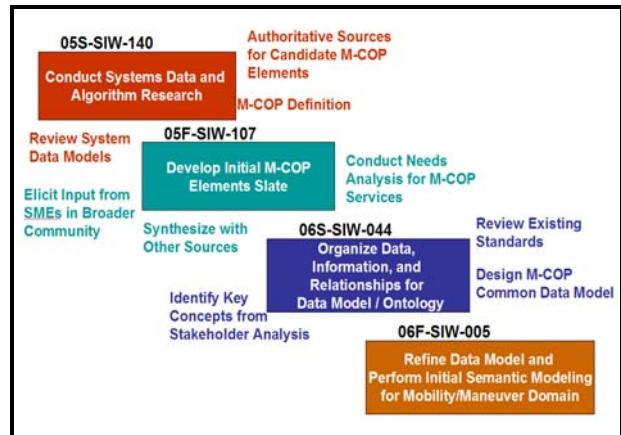 05S-SIW-140
Authoritative Sources
for Candidate M-COP
Elements
Conduct Systems Data and
Algorithm Research
M-COP Definition
Review System
Data Models
05F-SIW-107
Develop Initial M-COP
Elements Slate
Conduct Needs
Analysis for M-COP
Services
Elicit Input from
SMEs in Broader
Community
Synthesize with
Other Sources
06S-SIW-044
Organize Data,
Information, and
Relationships for
Data Model / Ontology
Review Existing
Standards
Design M-COP
Common Data Model
Identify Key
Concepts from
Stakeholder Analysis
06F-SIW-005
Refine Data Model and
Perform Initial Semantic Modeling
for Mobility/Maneuver Domain